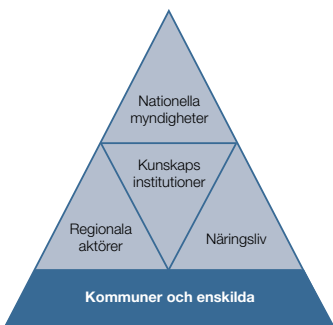 Nationella
myndigheter
Kunskaps
institutioner
Regionala
aktörer
Näringsliv
Kommuner och enskilda